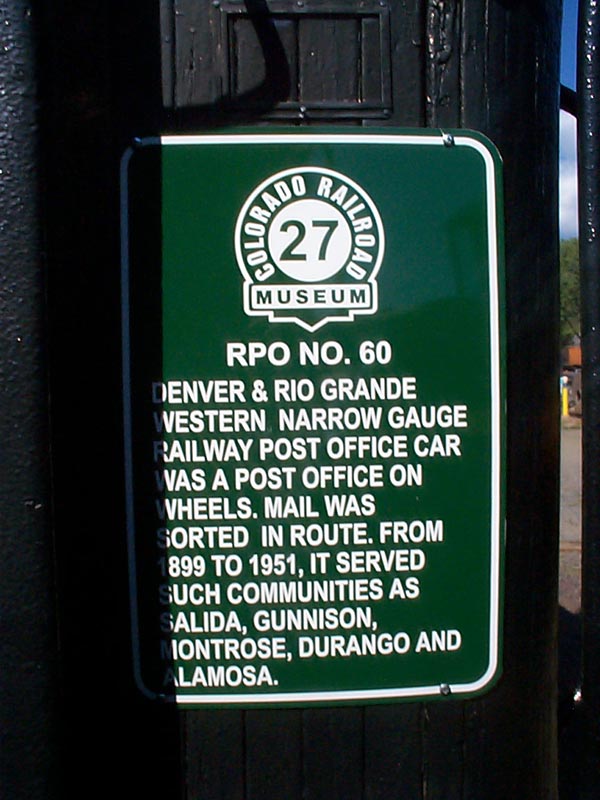 COLORADO RAILROAD
27
MUSEUM
RPO NO. 60
DENVER & RIO GRANDE
WESTERN NARROW GAUGE
RAILWAY POST OFFICE CAR
WAS A POST OFFICE ON
WHEELS. MAIL WAS
SORTED IN ROUTE. FROM
1899 TO 1951, IT SERVED
SUCH COMMUNITIES AS
SALIDA, GUNNISON,
MONTROSE, DURANGO AND
ALAMOSA.